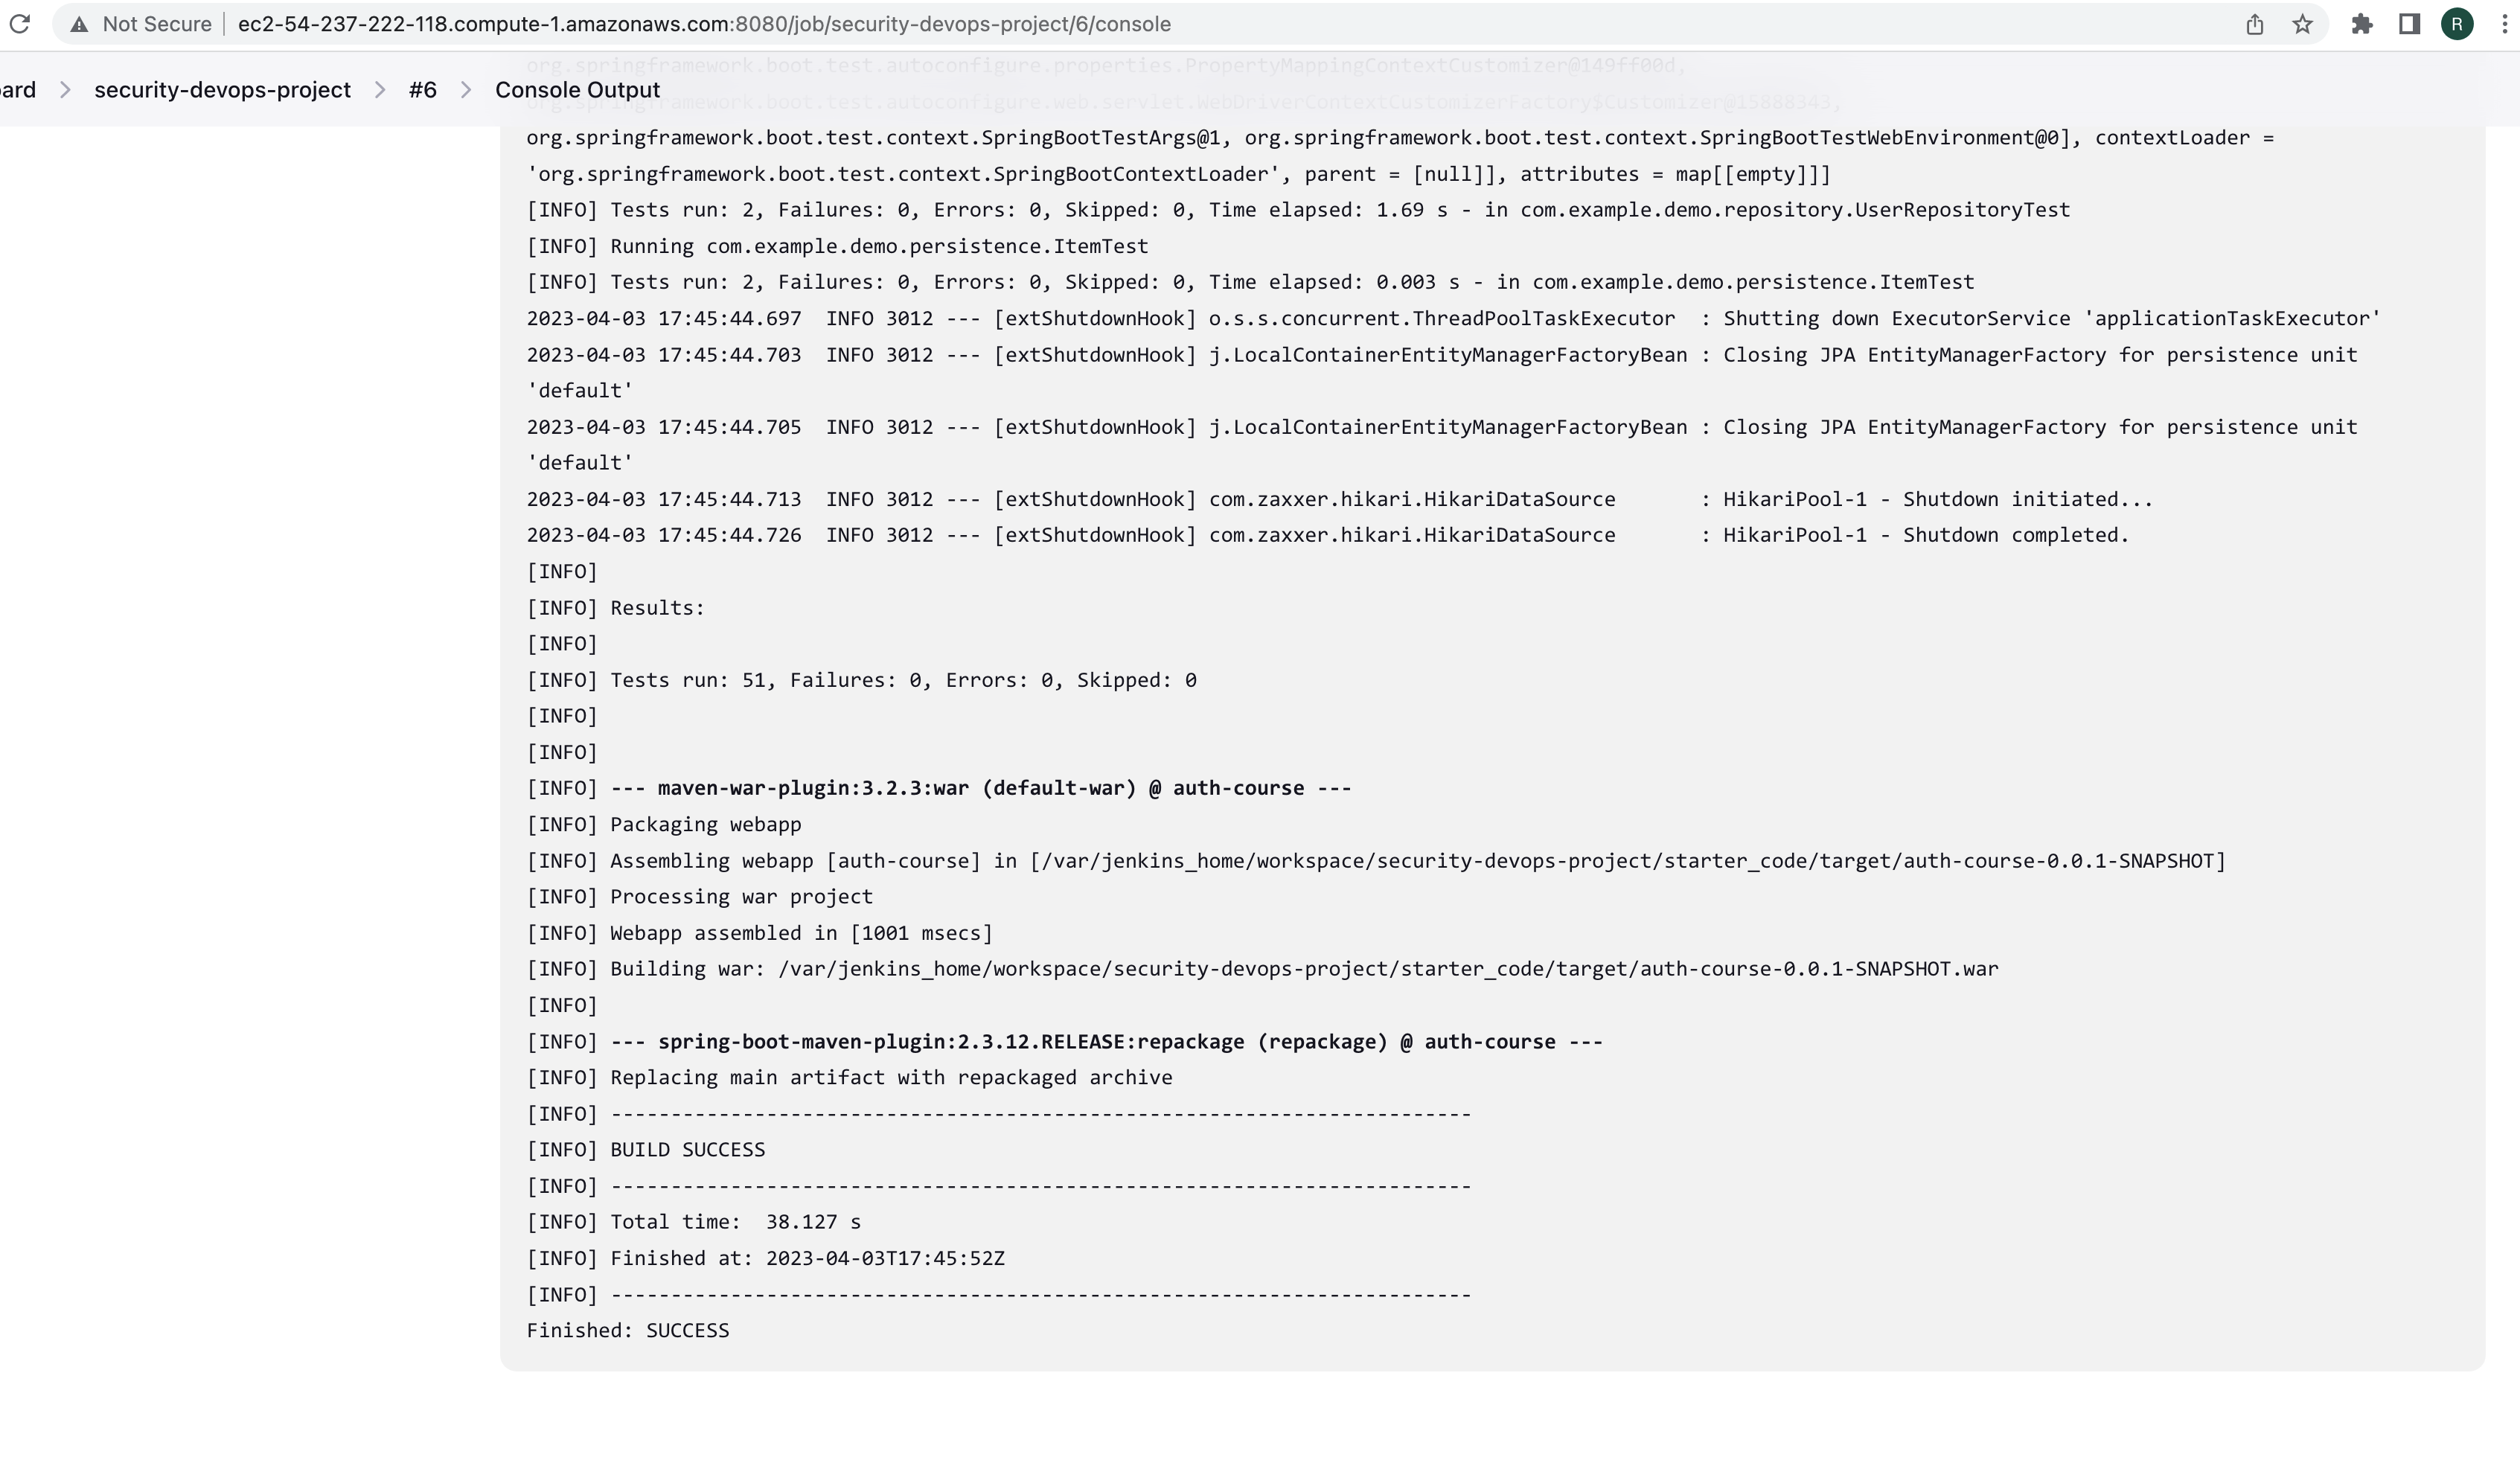 Not Secure ec2-54-237-222-118.compute-1.amazonaws.com:8080/job/security-devops-project/6/console R
org.springframework.boot.test.autoconfigure.properties.PropertyMappingContextCustomizer@149ff00d,
ard > security-devops-project > #6 > Console Output
org.springframework.boot.test.autoconfigure.web.servlet.WebDriverContextCustomizerFactory$Customizer@15888343,
org.springframework.boot.test.context.SpringBootTestArgs@1, org.springframework.boot.test.context.SpringBootTestWebEnvironment@0], contextLoader =
'org.springframework.boot.test.context.SpringBootContextLoader', parent = [null]], attributes = map[[empty]]]
[INFO] Tests run: 2, Failures: 0, Errors: 0, Skipped: 0, Time elapsed: 1.69 s - in com.example.demo.repository.UserRepositoryTest
[INFO] Running com.example.demo.persistence.ItemTest
[INFO] Tests run: 2, Failures: 0, Errors: 0, Skipped: 0, Time elapsed: 0.003 s - in com.example.demo.persistence.ItemTest
2023-04-03 17:45:44.697  INFO 3012 --- [extShutdownHook] o.s.s.concurrent.ThreadPoolTaskExecutor  : Shutting down ExecutorService 'applicationTaskExecutor'
2023-04-03 17:45:44.703  INFO 3012 --- [extShutdownHook] j.LocalContainerEntityManagerFactoryBean : Closing JPA EntityManagerFactory for persistence unit
'default'
2023-04-03 17:45:44.705  INFO 3012 --- [extShutdownHook] j.LocalContainerEntityManagerFactoryBean : Closing JPA EntityManagerFactory for persistence unit
'default'
2023-04-03 17:45:44.713  INFO 3012 --- [extShutdownHook] com.zaxxer.hikari.HikariDataSource       : HikariPool-1 - Shutdown initiated...
2023-04-03 17:45:44.726  INFO 3012 --- [extShutdownHook] com.zaxxer.hikari.HikariDataSource       : HikariPool-1 - Shutdown completed.
[INFO]
[INFO] Results:
[INFO]
[INFO] Tests run: 51, Failures: 0, Errors: 0, Skipped: 0
[INFO]
[INFO]
[INFO] --- maven-war-plugin:3.2.3:war (default-war) @ auth-course ---
[INFO] Packaging webapp
[INFO] Assembling webapp [auth-course] in [/var/jenkins_home/workspace/security-devops-project/starter_code/target/auth-course-0.0.1-SNAPSHOT]
[INFO] Processing war project
[INFO] Webapp assembled in [1001 msecs]
[INFO] Building war: /var/jenkins_home/workspace/security-devops-project/starter_code/target/auth-course-0.0.1-SNAPSHOT.war
[INFO]
[INFO] --- spring-boot-maven-plugin:2.3.12.RELEASE:repackage (repackage) @ auth-course ---
[INFO] Replacing main artifact with repackaged archive
[INFO] ------------------------------------------------------------------------
[INFO] BUILD SUCCESS
[INFO] ------------------------------------------------------------------------
[INFO] Total time:  38.127 s
[INFO] Finished at: 2023-04-03T17:45:52Z
[INFO] ------------------------------------------------------------------------
Finished: SUCCESS